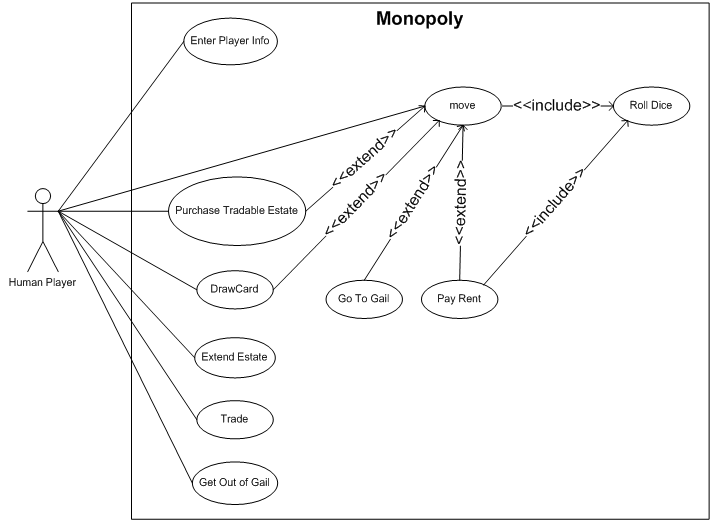 Monopoly
Enter Player Info
move
<<include>>
Roll Dice
<<extend>>
<<extend>>
<<extend>>
<<extend>>
<<include>>
Purchase Tradable Estate
Human Player
DrawCard
Go To Gail
Pay Rent
Extend Estate
Trade
Get Out of Gail